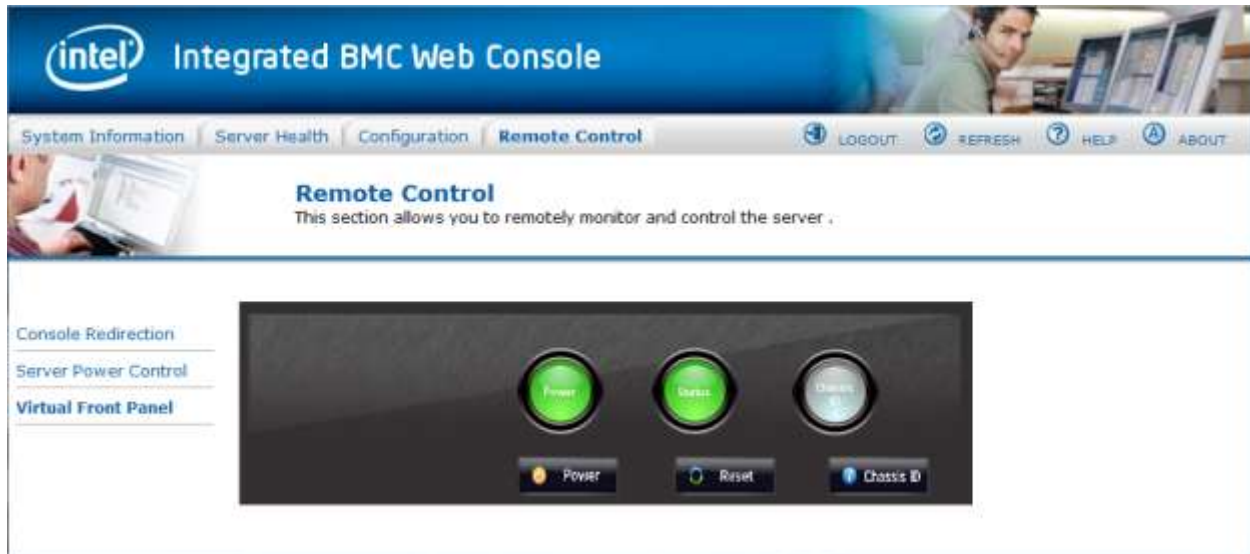 intel Integrated BMC Web Console
System Information Server Health Configuration Remote Control LOGOUT REFRESH HELP ABOUT
Remote Control
This section allows you to remotely monitor and control the server .
Console Redirection
Server Power Control
Virtual Front Panel
Power Status Chassis ID
Power Reset Chassis ID